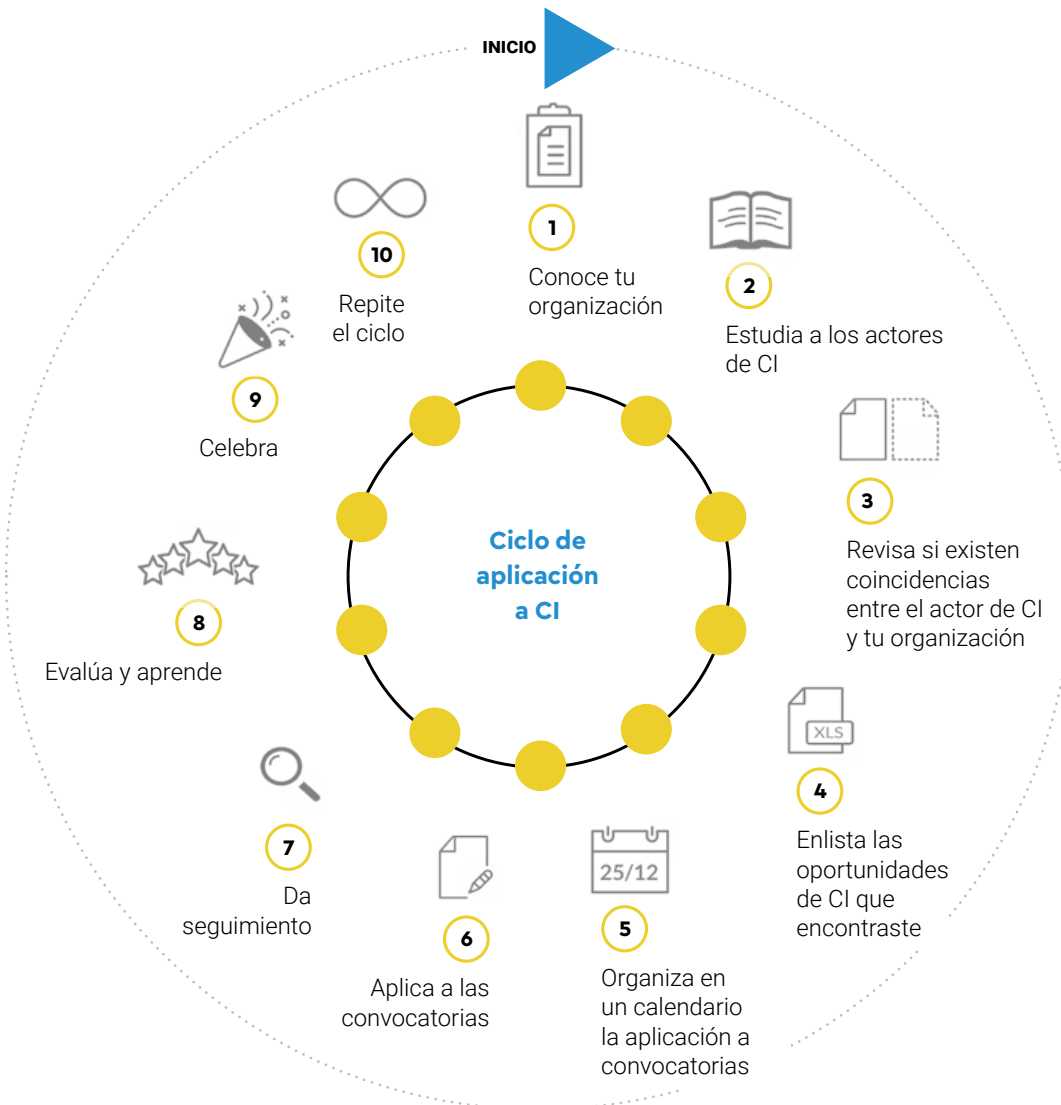 INICIO
1
Conoce tu
organización
2
Estudia a los actores
de CI
3
Revisa si existen
coincidencias
entre el actor de CI
y tu organización
XLS
4
Enlista las
oportunidades
de CI que
encontraste
25/12
5
Organiza en
un calendario
la aplicación a
convocatorias
6
Aplica a las
convocatorias
7
Da
seguimiento
8
Evalúa y aprende
9
Celebra
10
Repite
el ciclo
Ciclo de
aplicación
a CI